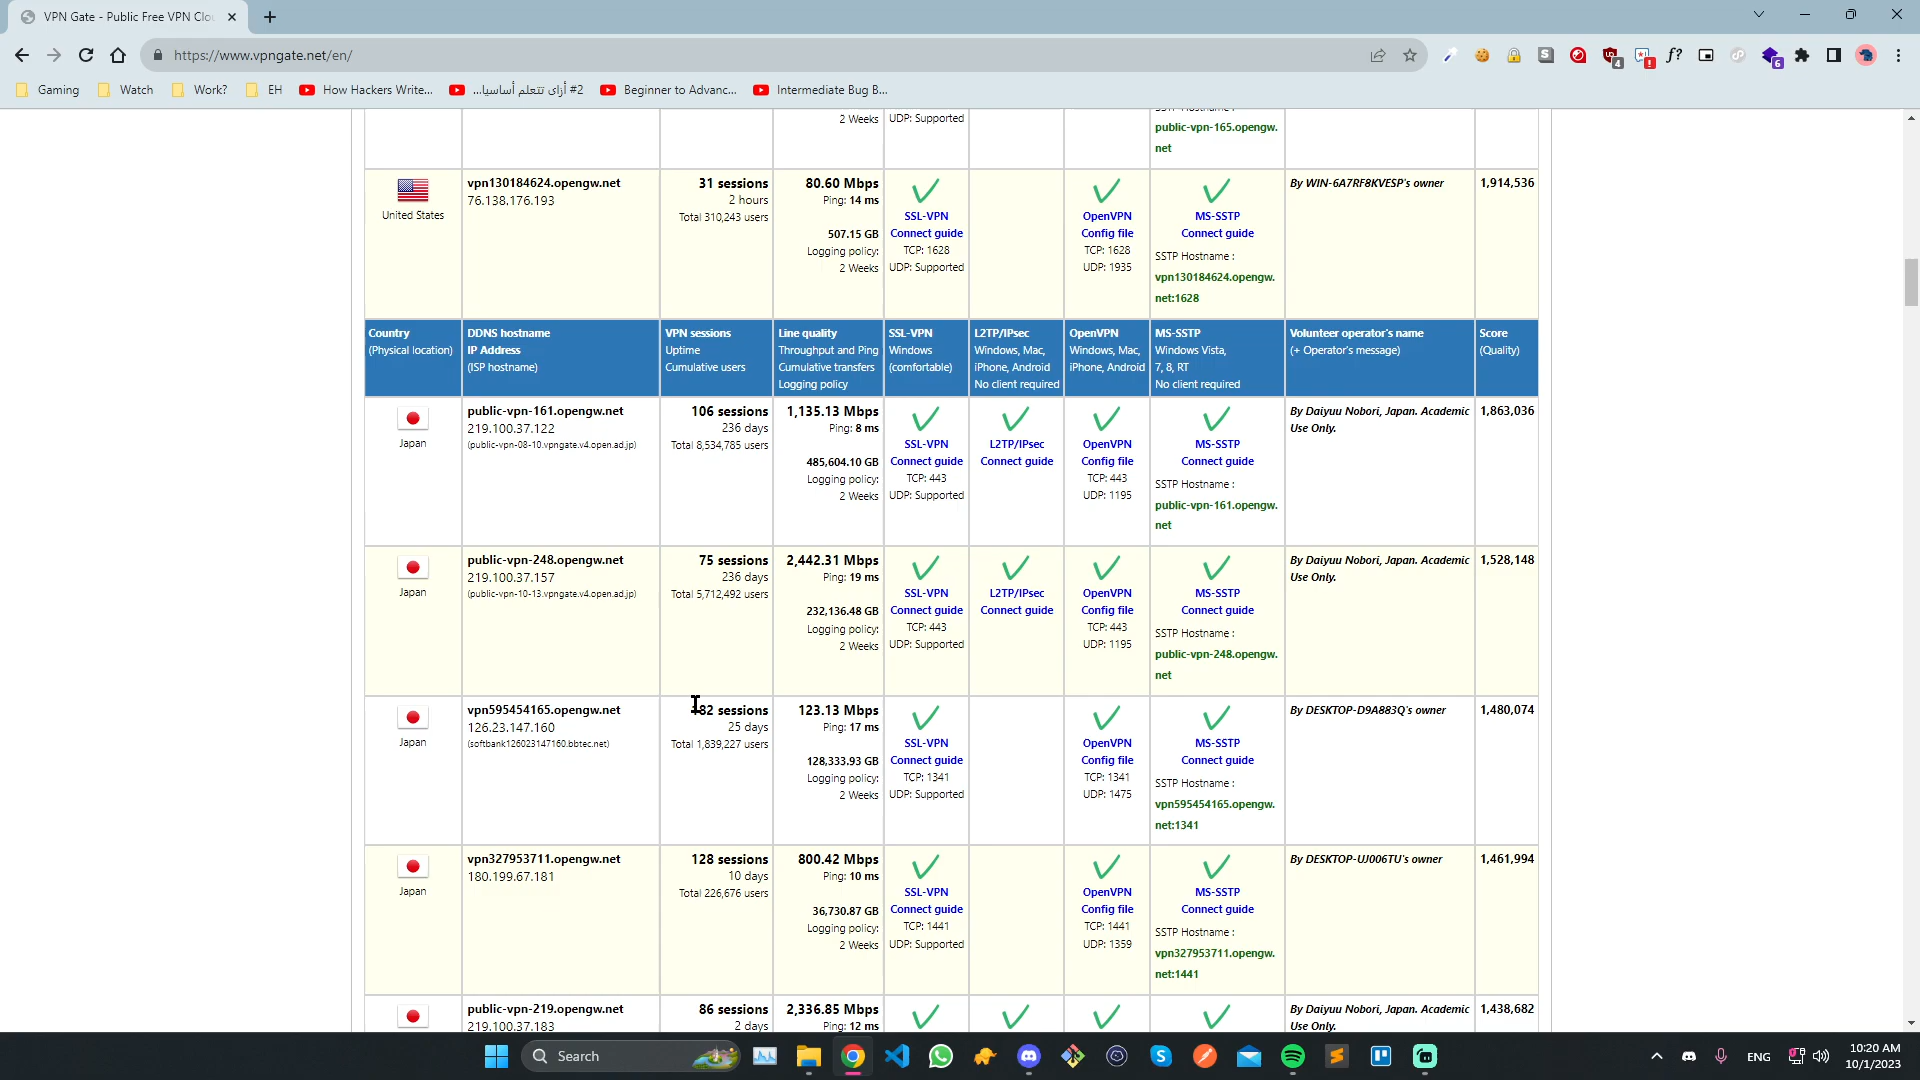 VPN Gate - Public Free VPN Clou
https://www.vpngate.net/en/
Gaming
Watch
Work?
EH
How Hackers Write...
#2 أزاى تتعلم أساسيا...
Beginner to Advanc...
Intermediate Bug B...
2 Weeks
UDP: Supported
public-vpn-165.opengw.
net
United States
vpn130184624.opengw.net
76.138.176.193
31 sessions
2 hours
Total 310,243 users
80.60 Mbps
Ping: 14 ms
507.15 GB
Logging policy:
2 Weeks
SSL-VPN
Connect guide
TCP: 1628
UDP: Supported
OpenVPN
Config file
TCP: 1628
UDP: 1935
MS-SSTP
Connect guide
SSTP Hostname :
vpn130184624.opengw.
net:1628
By WIN-6A7RF8KVESP's owner
1,914,536
Country
(Physical location)
DDNS hostname
IP Address
(ISP hostname)
VPN sessions
Uptime
Cumulative users
Line quality
Throughput and Ping
Cumulative transfers
Logging policy
SSL-VPN
Windows
(comfortable)
L2TP/IPsec
Windows, Mac,
iPhone, Android
No client required
OpenVPN
Windows, Mac,
iPhone, Android
MS-SSTP
Windows Vista,
7, 8, RT
No client required
Volunteer operator's name
(+ Operator's message)
Score
(Quality)
Japan
public-vpn-161.opengw.net
219.100.37.122
(public-vpn-08-10.vpngate.v4.open.ad.jp)
106 sessions
236 days
Total 8,534,785 users
1,135.13 Mbps
Ping: 8 ms
485,604.10 GB
Logging policy:
2 Weeks
SSL-VPN
Connect guide
TCP: 443
UDP: Supported
L2TP/IPsec
Connect guide
OpenVPN
Config file
TCP: 443
UDP: 1195
MS-SSTP
Connect guide
SSTP Hostname :
public-vpn-161.opengw.
net
By Daiyuu Nobori, Japan. Academic
Use Only.
1,863,036
Japan
public-vpn-248.opengw.net
219.100.37.157
(public-vpn-10-13.vpngate.v4.open.ad.jp)
75 sessions
236 days
Total 5,712,492 users
2,442.31 Mbps
Ping: 19 ms
232,136.48 GB
Logging policy:
2 Weeks
SSL-VPN
Connect guide
TCP: 443
UDP: Supported
L2TP/IPsec
Connect guide
OpenVPN
Config file
TCP: 443
UDP: 1195
MS-SSTP
Connect guide
SSTP Hostname :
public-vpn-248.opengw.
net
By Daiyuu Nobori, Japan. Academic
Use Only.
1,528,148
Japan
vpn595454165.opengw.net
126.23.147.160
(softbank126023147160.bbtec.net)
sessions
25 days
Total 1,839,227 users
123.13 Mbps
Ping: 17 ms
128,333.93 GB
Logging policy:
2 Weeks
SSL-VPN
Connect guide
TCP: 1341
UDP: Supported
OpenVPN
Config file
TCP: 1341
UDP: 1475
MS-SSTP
Connect guide
SSTP Hostname :
vpn595454165.opengw.
net:1341
By DESKTOP-D9A883Q's owner
1,480,074
Japan
vpn327953711.opengw.net
180.199.67.181
128 sessions
10 days
Total 226,676 users
800.42 Mbps
Ping: 10 ms
36,730.87 GB
Logging policy:
2 Weeks
SSL-VPN
Connect guide
TCP: 1441
UDP: Supported
OpenVPN
Config file
TCP: 1441
UDP: 1359
MS-SSTP
Connect guide
SSTP Hostname :
vpn327953711.opengw.
net:1441
By DESKTOP-UJ006TU's owner
1,461,994
public-vpn-219.opengw.net
219.100.37.183
86 sessions
2 days
2,336.85 Mbps
Ping: 12 ms
By Daiyuu Nobori, Japan. Academic
Use Only.
1,438,682
Search
ENG
10:20 AM
10/1/2023